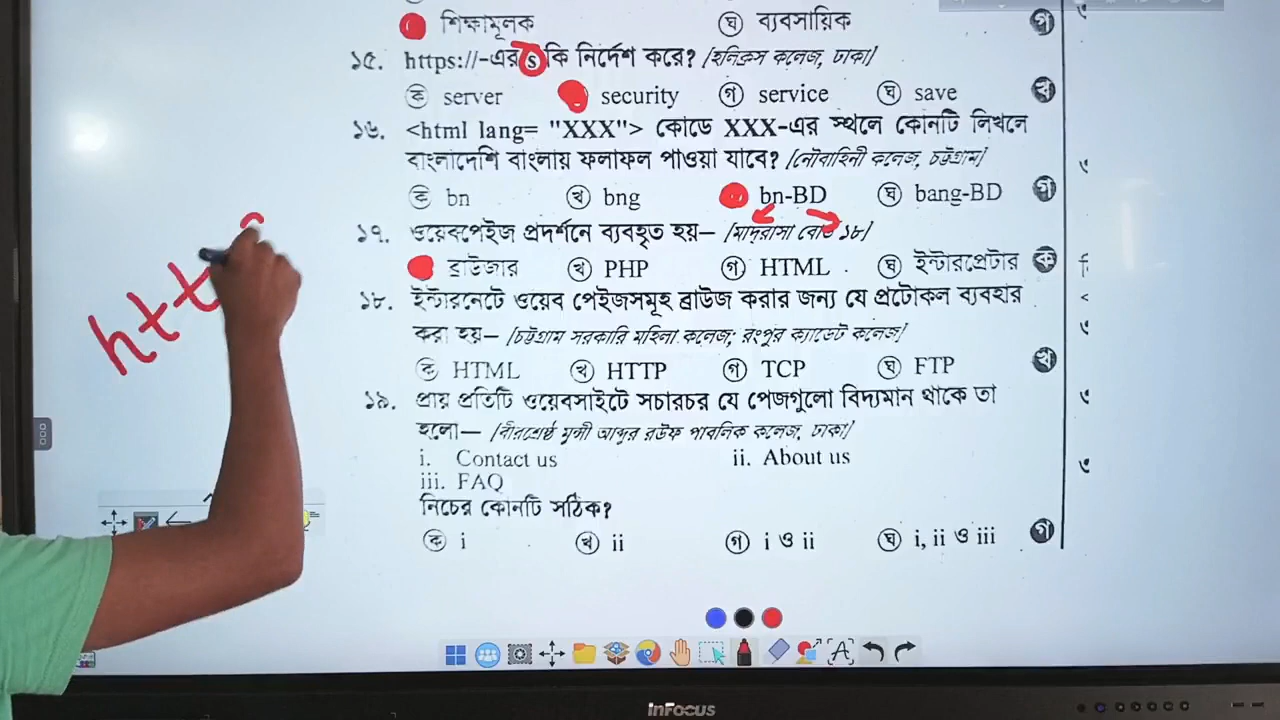 শিক্ষামূলক ঘ ব্যবসায়িক গ
১৫. https://-এর s কি নির্দেশ করে? [হলিক্রস কলেজ, ঢাকা]
ক server security গ service ঘ save খ
১৬. <html lang= "XXX"> কোডে XXX-এর স্থলে কোনটি লিখলে
বাংলাদেশি বাংলায় ফলাফল পাওয়া যাবে? [নৌবাহিনী কলেজ, চট্টগ্রাম]
ক bn খ bng bn-BD ঘ bang-BD গ
১৭. ওয়েবপেইজ প্রদর্শনে ব্যবহৃত হয়— [মাদ্‌রাসা বোর্ড ১৮]
ব্রাউজার খ PHP গ HTML . ঘ ইন্টারপ্রেটার ক
১৮. ইন্টারনেটে ওয়েব পেইজসমূহ ব্রাউজ করার জন্য যে প্রটোকল ব্যবহার
করা হয়— [চট্টগ্রাম সরকারি মহিলা কলেজ; রংপুর ক্যাডেট কলেজ]
ক HTML খ HTTP গ TCP ঘ FTP খ
১৯. প্রায় প্রতিটি ওয়েবসাইটে সচারচর যে পেজগুলো বিদ্যমান থাকে তা
হলো— [বীরশ্রেষ্ঠ মুন্সী আব্দুর রউফ পাবলিক কলেজ, ঢাকা]
i. Contact us ii. About us
iii. FAQ
নিচের কোনটি সঠিক?
ক i খ ii গ i ও ii ঘ i, ii ও iii গ
htt
infocus